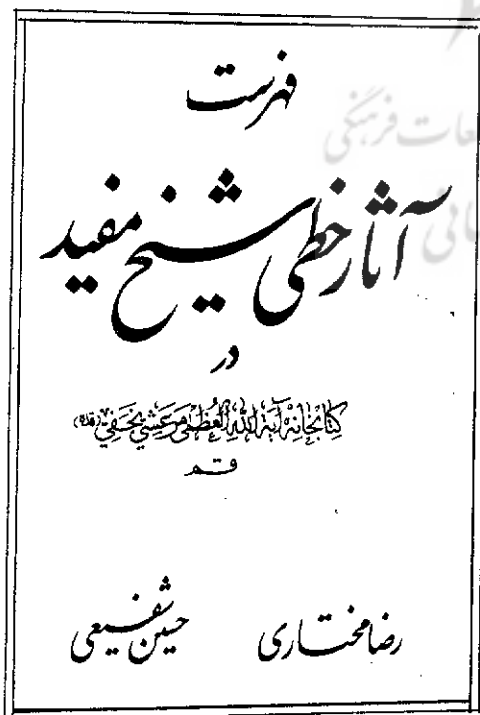 فهرست
آثار خطی شیخ مفید
در
کتابخانه آیة الله العظمی مرعشی نجفی (قده)
قم
رضا مختاری
حسین شفیعی